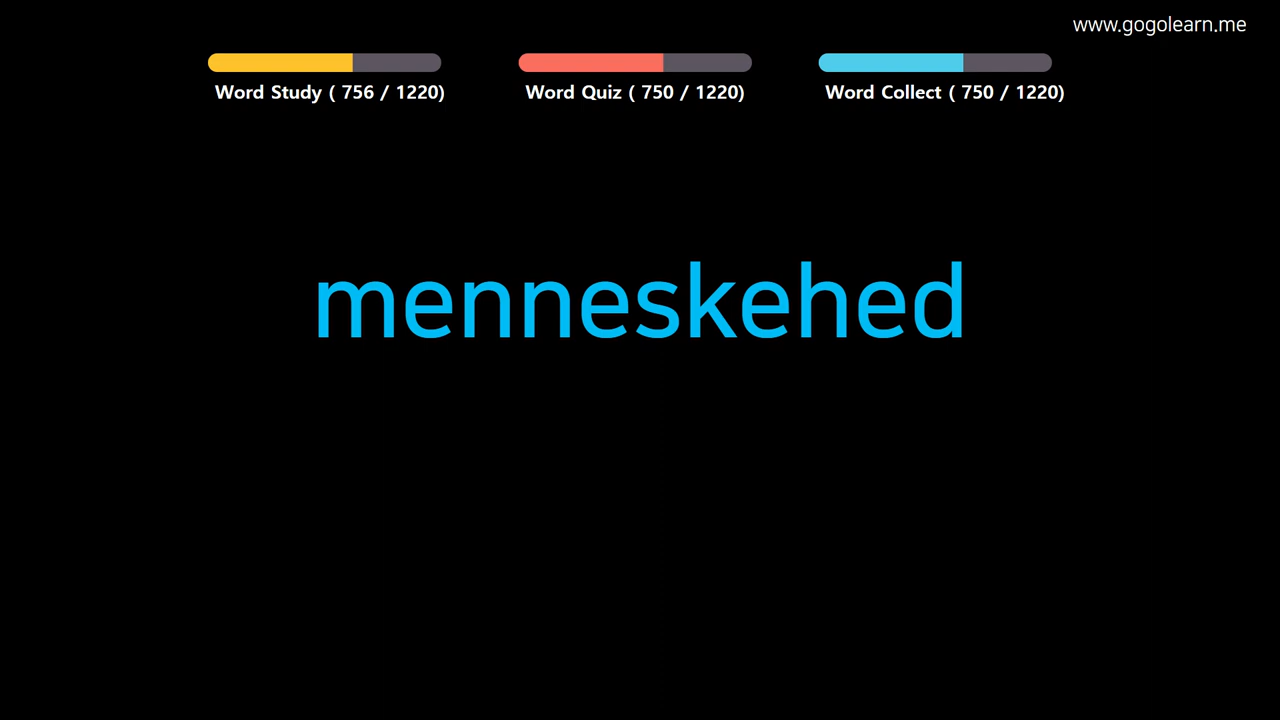 www.gogolearn.me
Word Study ( 756 / 1220)
Word Quiz ( 750 / 1220)
Word Collect ( 750 / 1220)
menneskehed